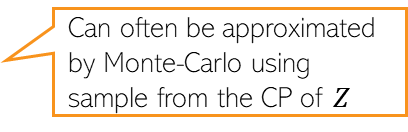 Can often be approximated
by Monte-Carlo using
sample from the CP of Z